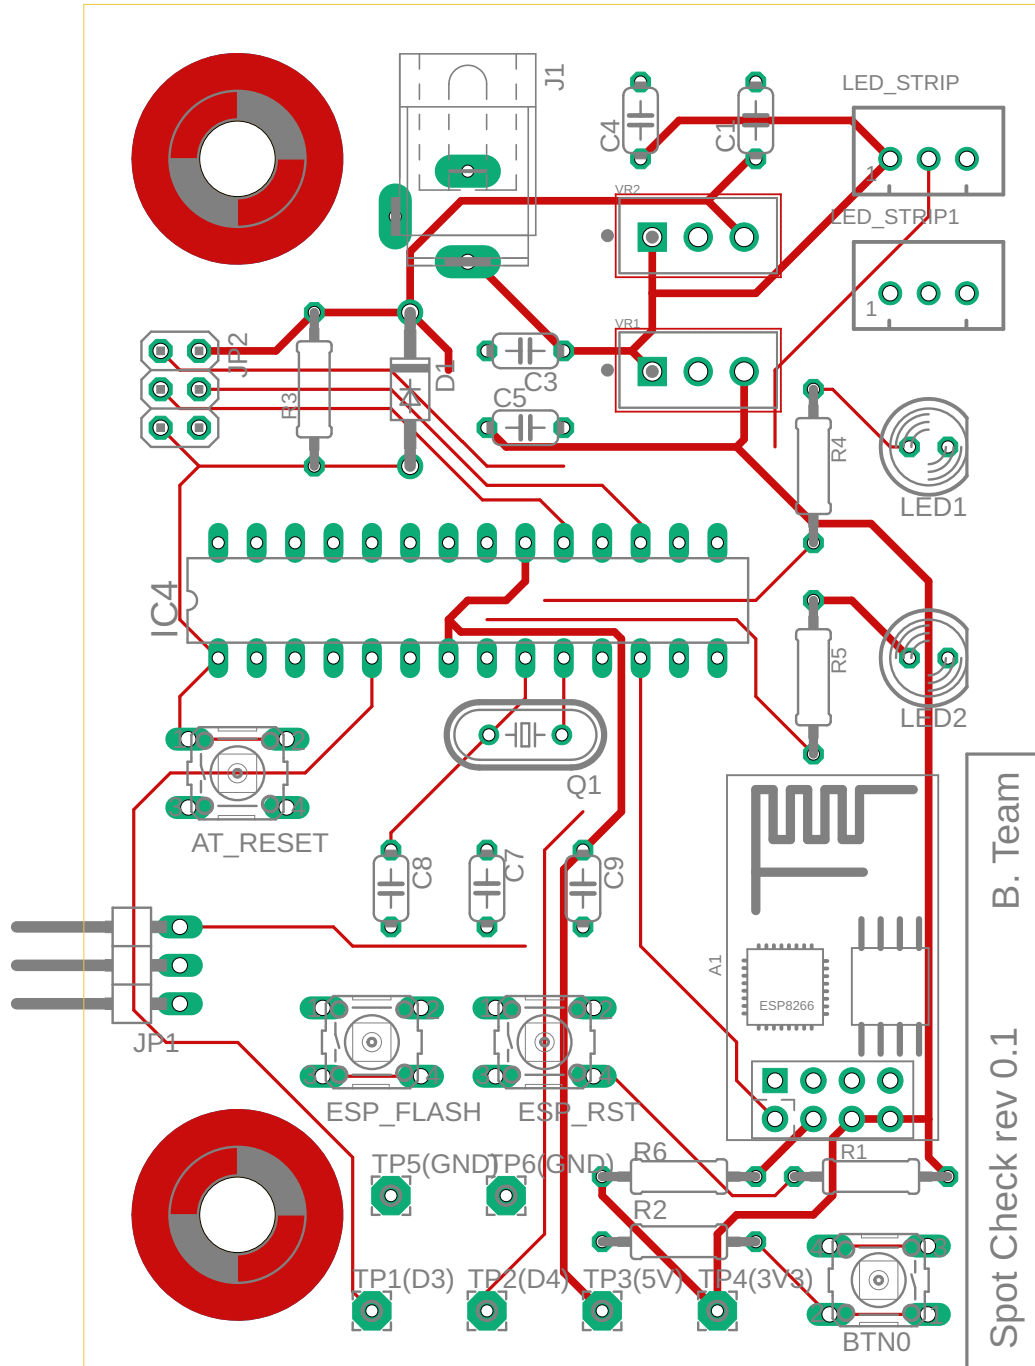 J1
LED_STRIP
C4
C1
1
VR2
LED_STRIP1
1
VR1
JP2
D1
C3
C5
R3
R4
LED1
IC4
R5
LED2
Q1
AT_RESET
C8
C7
C9
A1
ESP8266
B. Team
Spot Check rev 0.1
JP1
ESP_FLASH
ESP_RST
TP5(GND)
TP6(GND)
R6
R1
R2
TP1(D3)
TP2(D4)
TP3(5V)
TP4(3V3)
BTN0